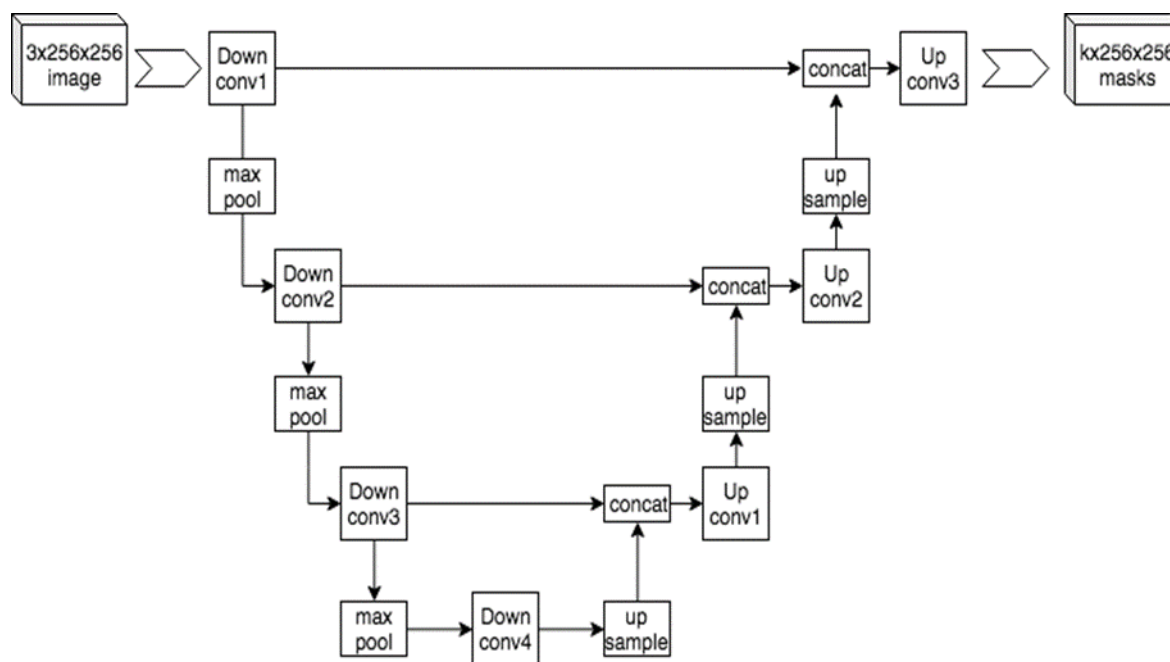 3x256x256
image
Down
conv1
concat
Up
conv3
kx256x256
masks
max
pool
up
sample
Down
conv2
concat
Up
conv2
max
pool
up
sample
Down
conv3
concat
Up
conv1
max
pool
Down
conv4
up
sample